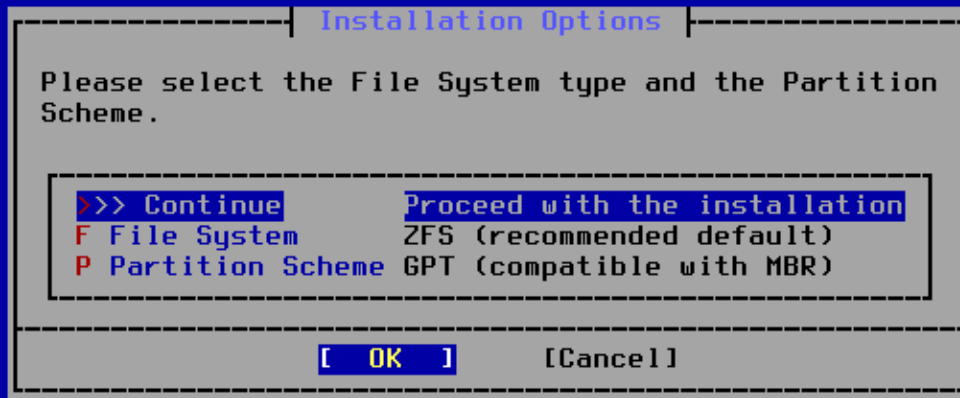 Installation Options
Please select the File System type and the Partition
Scheme.
>>> Continue Proceed with the installation
F File System ZFS (recommended default)
P Partition Scheme GPT (compatible with MBR)
[ OK ] [Cancel]